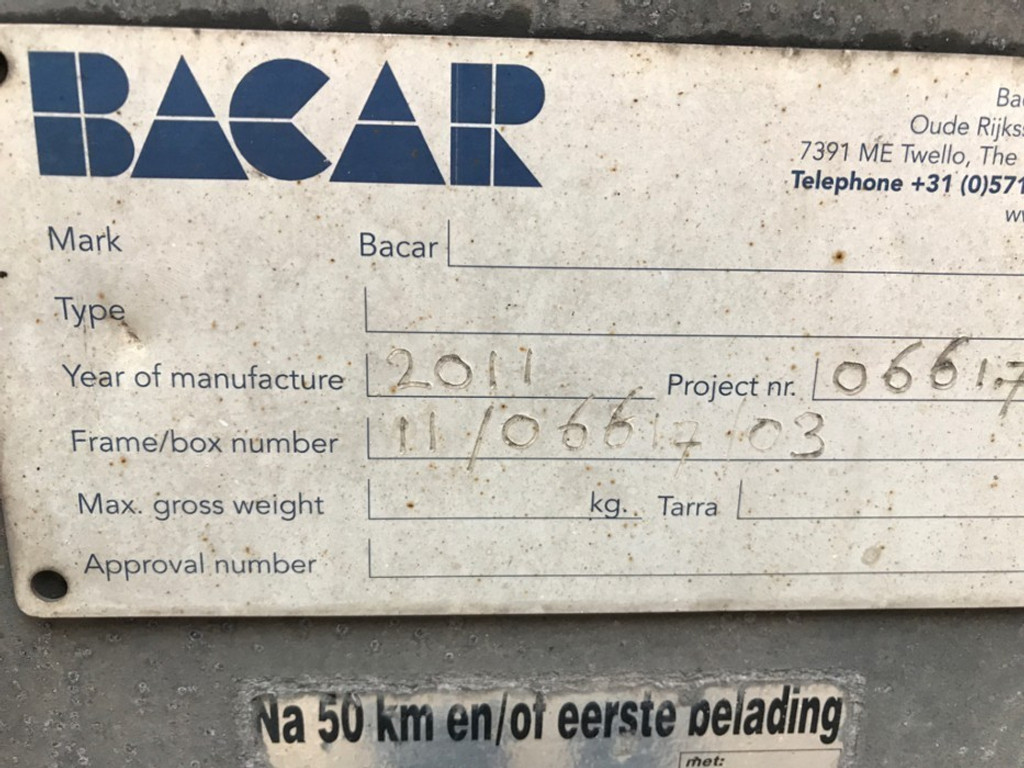 BACAR
Oude Rijks
7391 ME Twello, The
Telephone +31 (0)571
Mark Bacar
Type
Year of manufacture 2011 Project nr. 06617
Frame/box number 11/06617/03
Max. gross weight kg. Tarra
Approval number
Na 50 km en/of eerste belading
met: